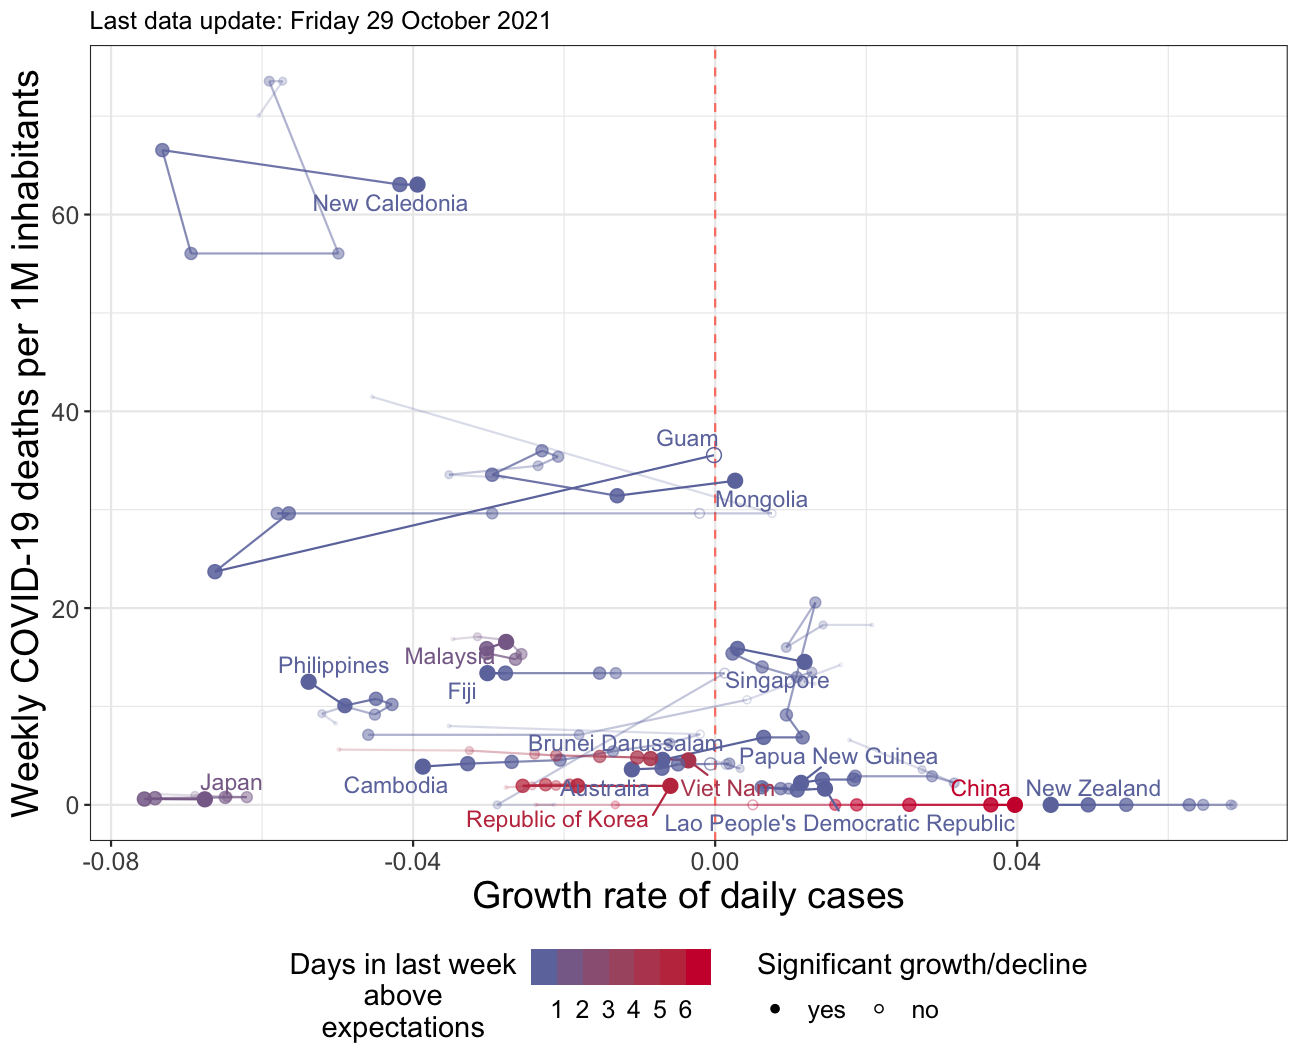 Last data update: Friday 29 October 2021
Weekly COVID-19 deaths per 1M inhabitants
60
40
20
0
New Caledonia
Guam
Mongolia
Malaysia
Philippines
Fiji
Singapore
Brunei Darussalam
Papua New Guinea
Japan
Cambodia
Australia
Viet Nam
China
New Zealand
Republic of Korea
Lao People's Democratic Republic
-0.08
-0.04
0.00
0.04
Growth rate of daily cases
Days in last week
above
expectations
1 2 3 4 5 6
Significant growth/decline
yes
no